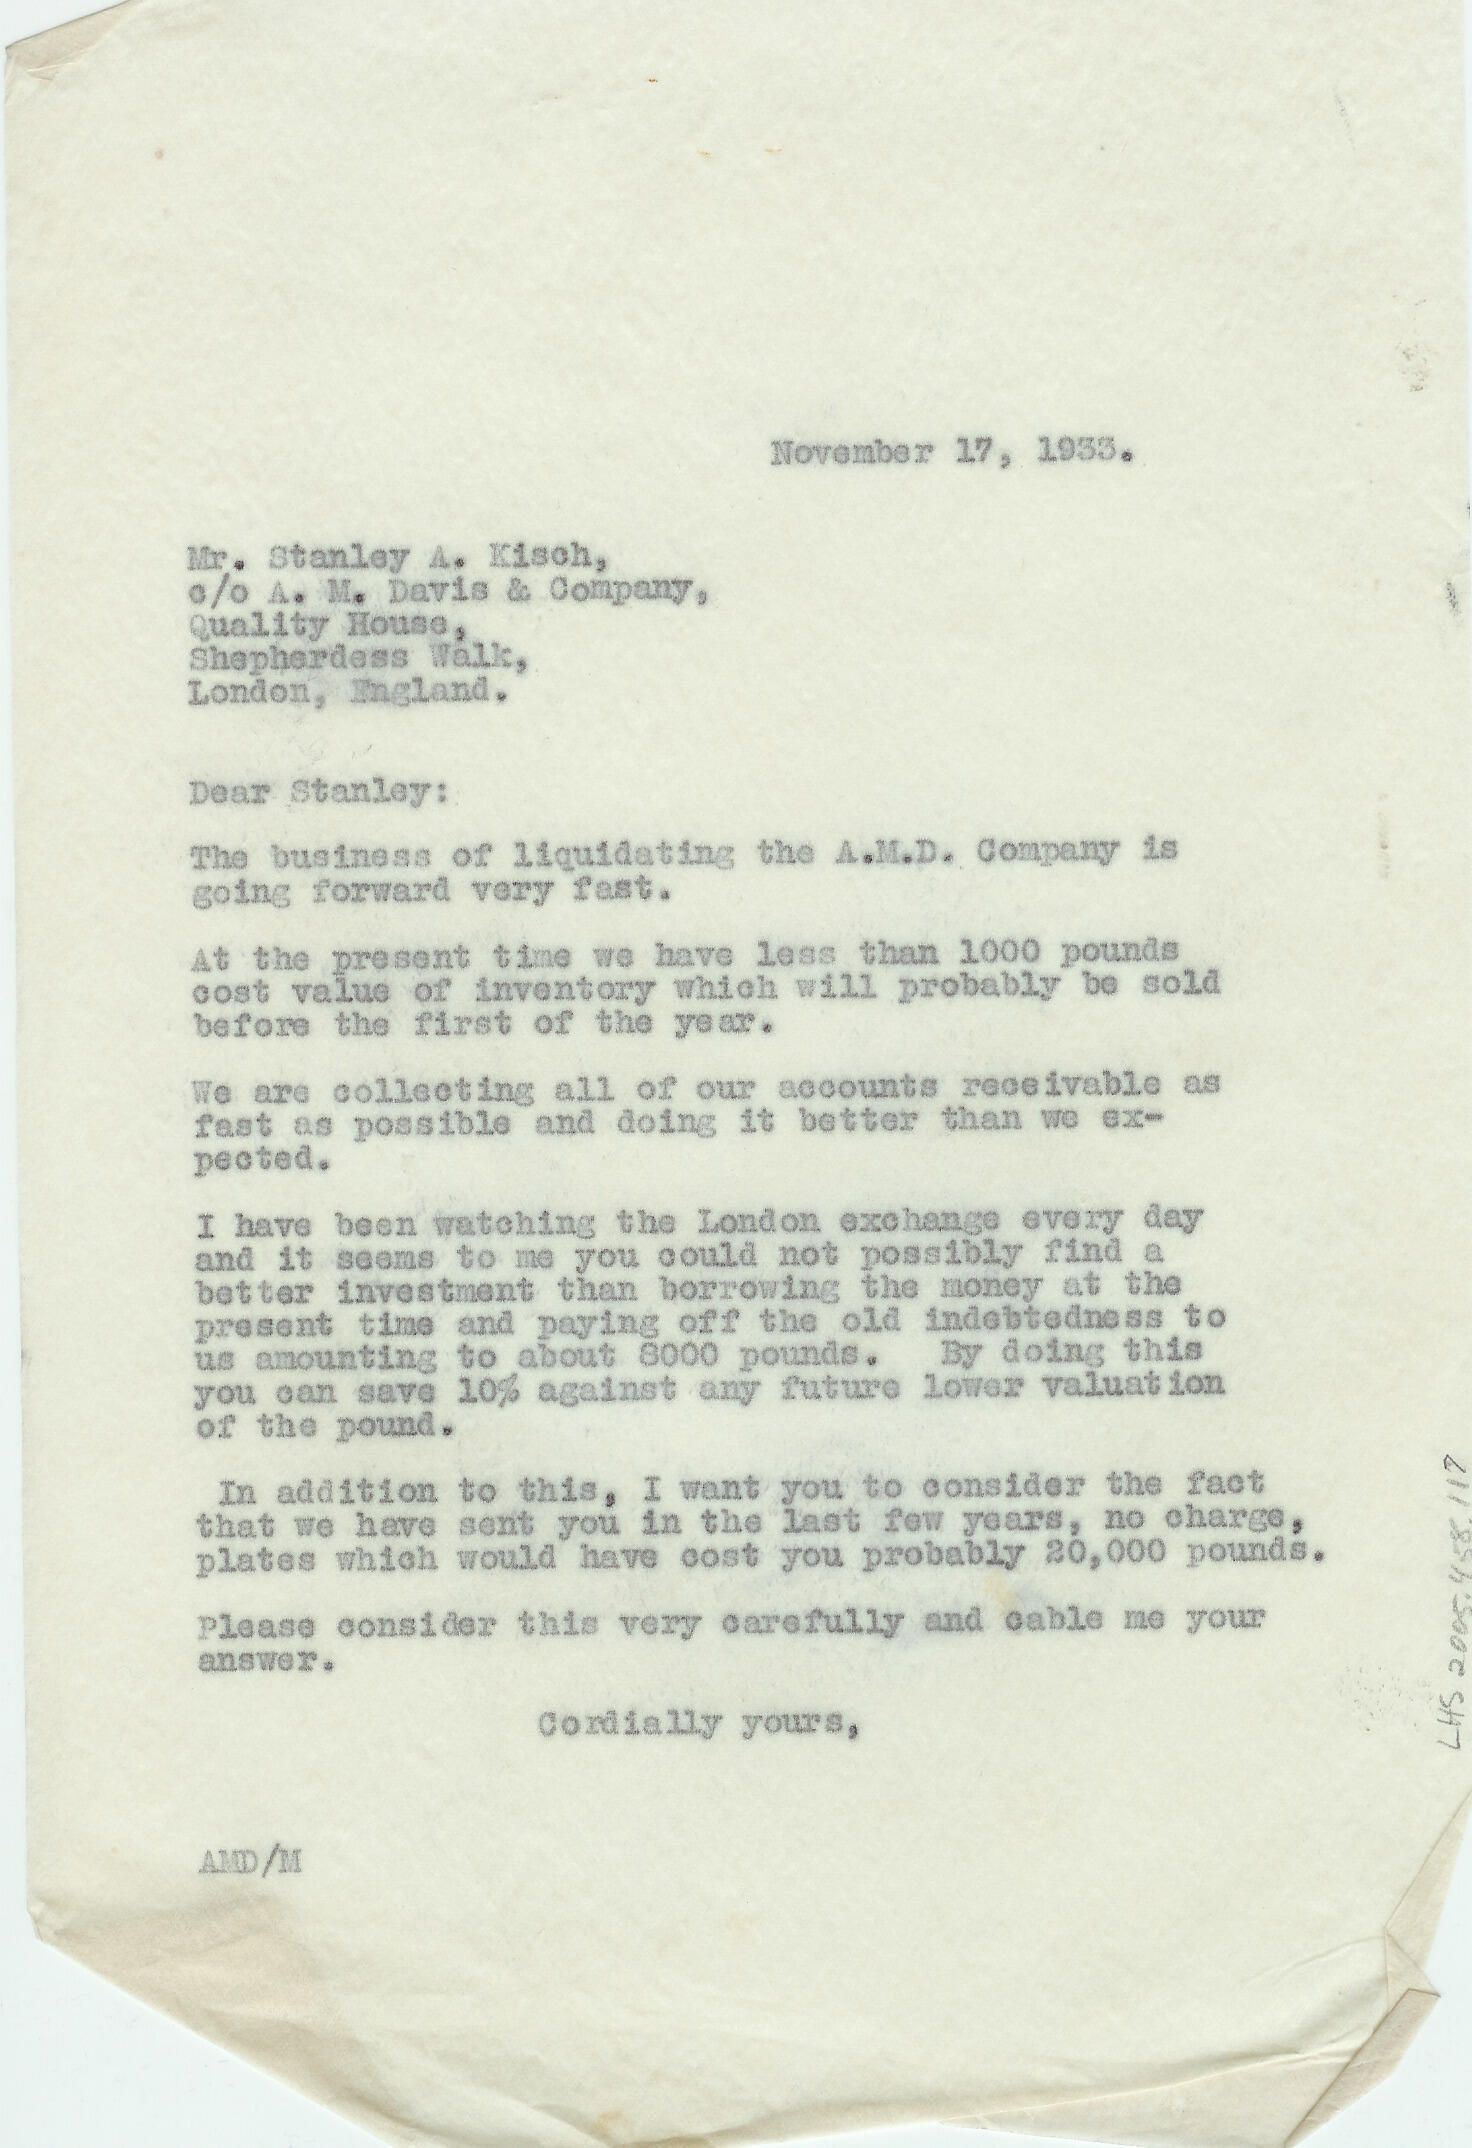 November 17, 1933.
Mr. Stanley A. Kisch,
c/o A. M. Davis & Company,
Quality House,
Shepherdess Walk,
London, England.
Dear Stanley:
The business of liquidating the A.M.D. Company is
going forward very fast.
At the present time we have less than 1000 pounds
cost value of inventory which will probably be sold
before the first of the year.
We are collecting all of our accounts receivable as
fast as possible and doing it better than we ex-
pected.
I have been watching the London exchange every day
and it seems to me you could not possibly find a
better investment than borrowing the money at the
present time and paying off the old indebtedness to
us amounting to about 8000 pounds. By doing this
you can save 10% against any future lower valuation
of the pound.
In addition to this, I want you to consider the fact
that we have sent you in the last few years, no charge,
plates which would have cost you probably 20,000 pounds.
Please consider this very carefully and cable me your
answer.
Cordially yours,
AMD/M
LHS 2005.458.117